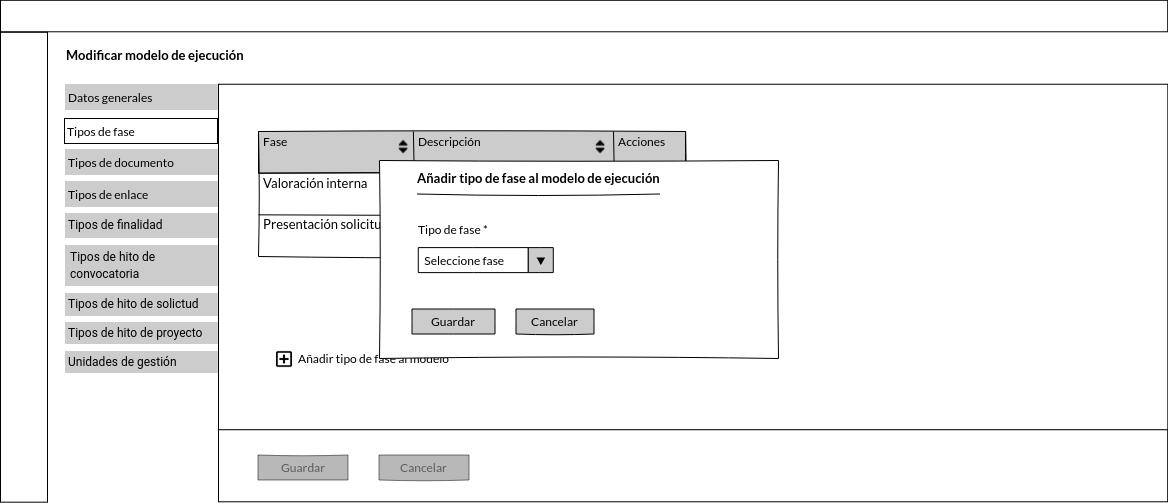 Modificar modelo de ejecución
Datos generales
Tipos de fase
Tipos de documento
Tipos de enlace
Tipos de finalidad
Tipos de hito de
convocatoria
Tipos de hito de solictud
Tipos de hito de proyecto
Unidades de gestión
Fase Descripción Acciones
Valoración interna
Presentación solicitu
Añadir tipo de fase al modelo de ejecución
Tipo de fase *
Seleccione fase
Guardar Cancelar
Añadir tipo de fase al modelo
Guardar Cancelar